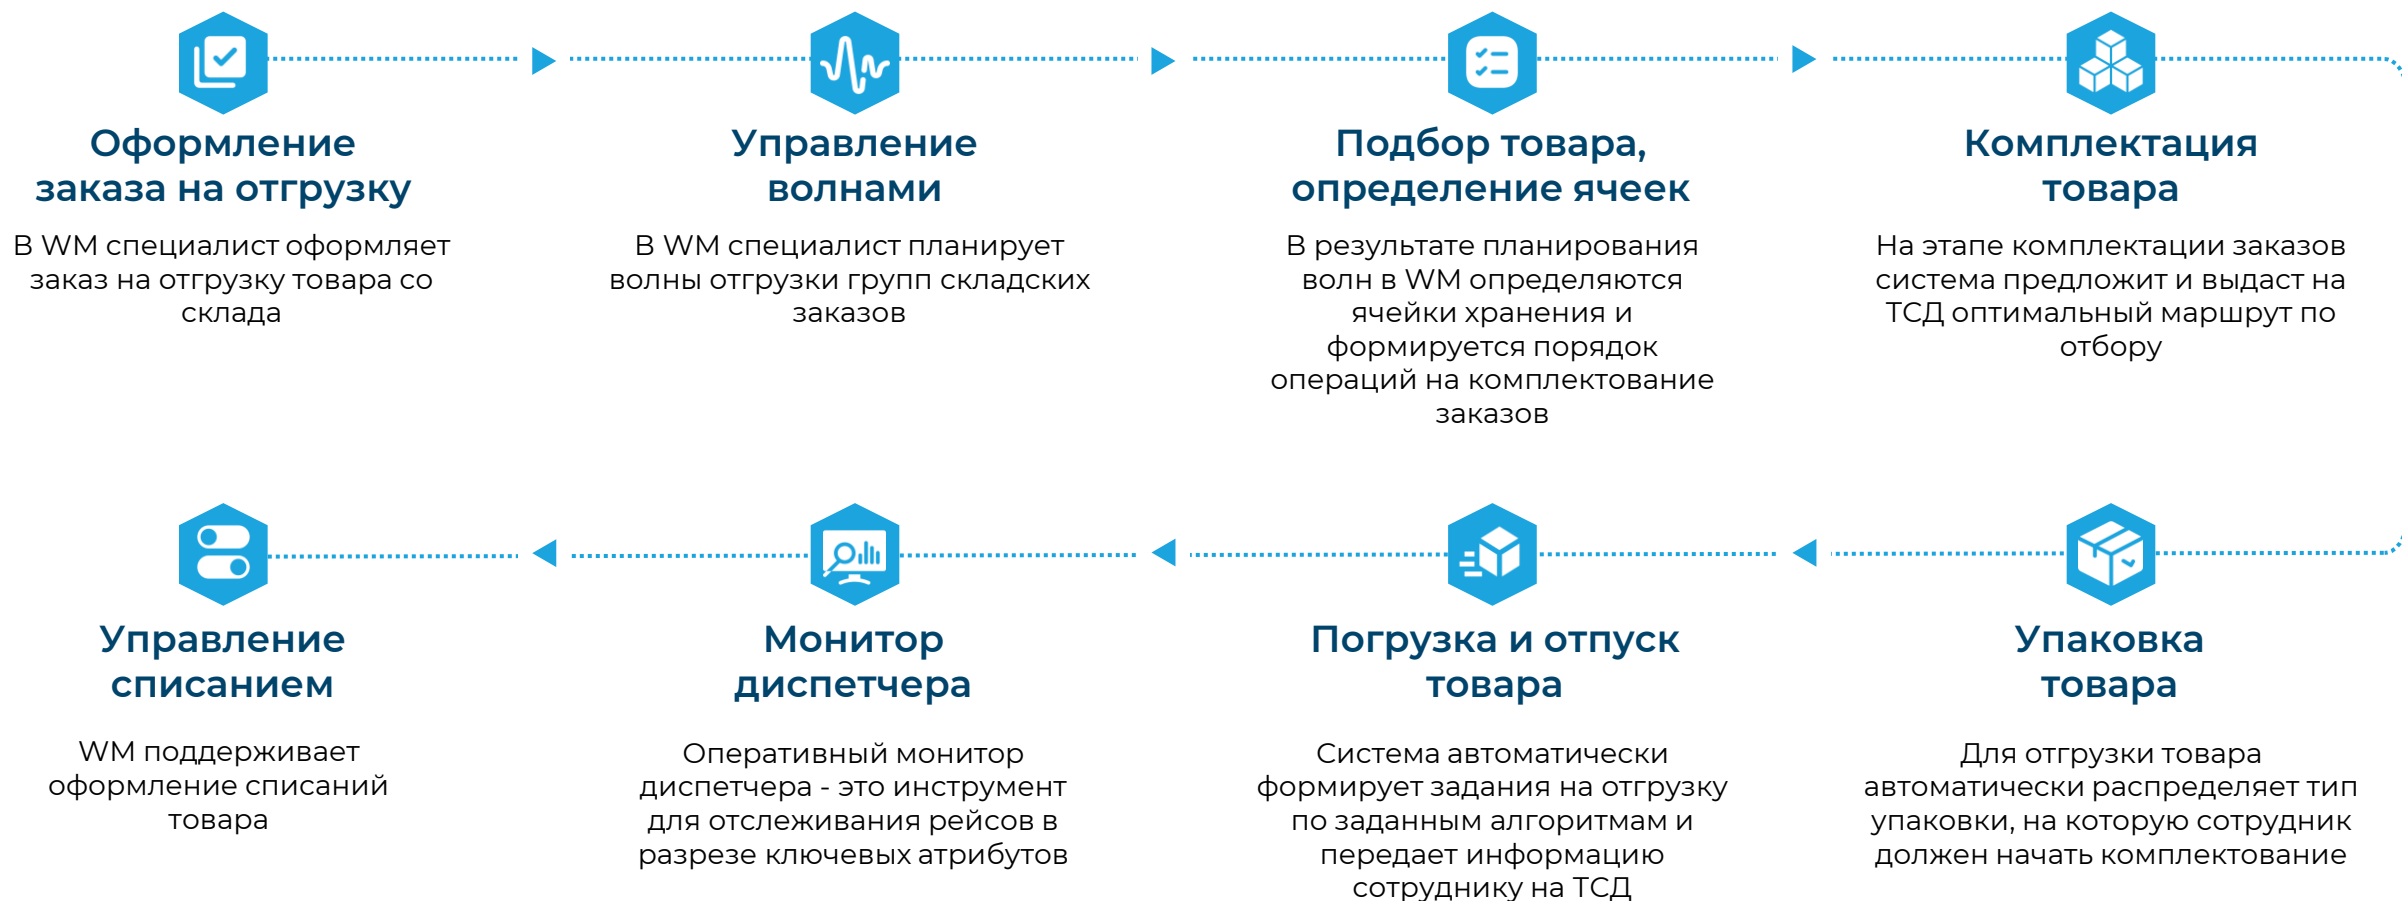 Оформление
заказа на отгрузку
В WM специалист оформляет
заказ на отгрузку товара со
склада
Управление
волнами
В WM специалист планирует
волны отгрузки групп складских
заказов
Подбор товара,
определение ячеек
В результате планирования
волн в WM определяются
ячейки хранения и
формируется порядок
операций на комплектование
заказов
Комплектация
товара
На этапе комплектации заказов
система предложит и выдаст на
ТСД оптимальный маршрут по
отбору
Упаковка
товара
Для отгрузки товара
автоматически распределяет тип
упаковки, на которую сотрудник
должен начать комплектование
Погрузка и отпуск
товара
Система автоматически
формирует задания на отгрузку
по заданным алгоритмам и
передает информацию
сотруднику на ТСД
Монитор
диспетчера
Оперативный монитор
диспетчера - это инструмент
для отслеживания рейсов в
разрезе ключевых атрибутов
Управление
списанием
WM поддерживает
оформление списаний
товара